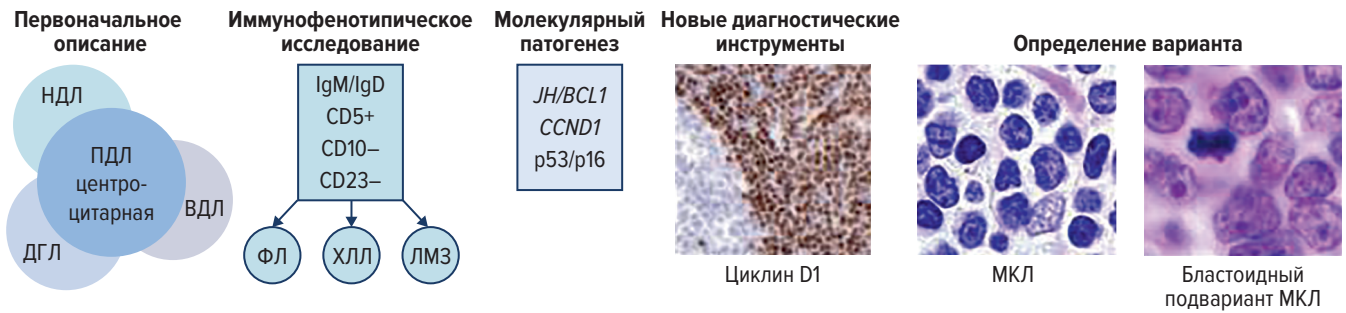 Первоначальное
описание
НДЛ
ПДЛ
центро-
цитарная
ВДЛ
ДГЛ
Иммунофенотипическое
исследование
IgM/IgD
CD5+
CD10–
CD23–
ФЛ
ХЛЛ
ЛМЗ
Молекулярный
патогенез
JH/BCL1
CCND1
p53/p16
Новые диагностические
инструменты
Циклин D1
Определение варианта
МКЛ
Бластоидный
подвариант МКЛ